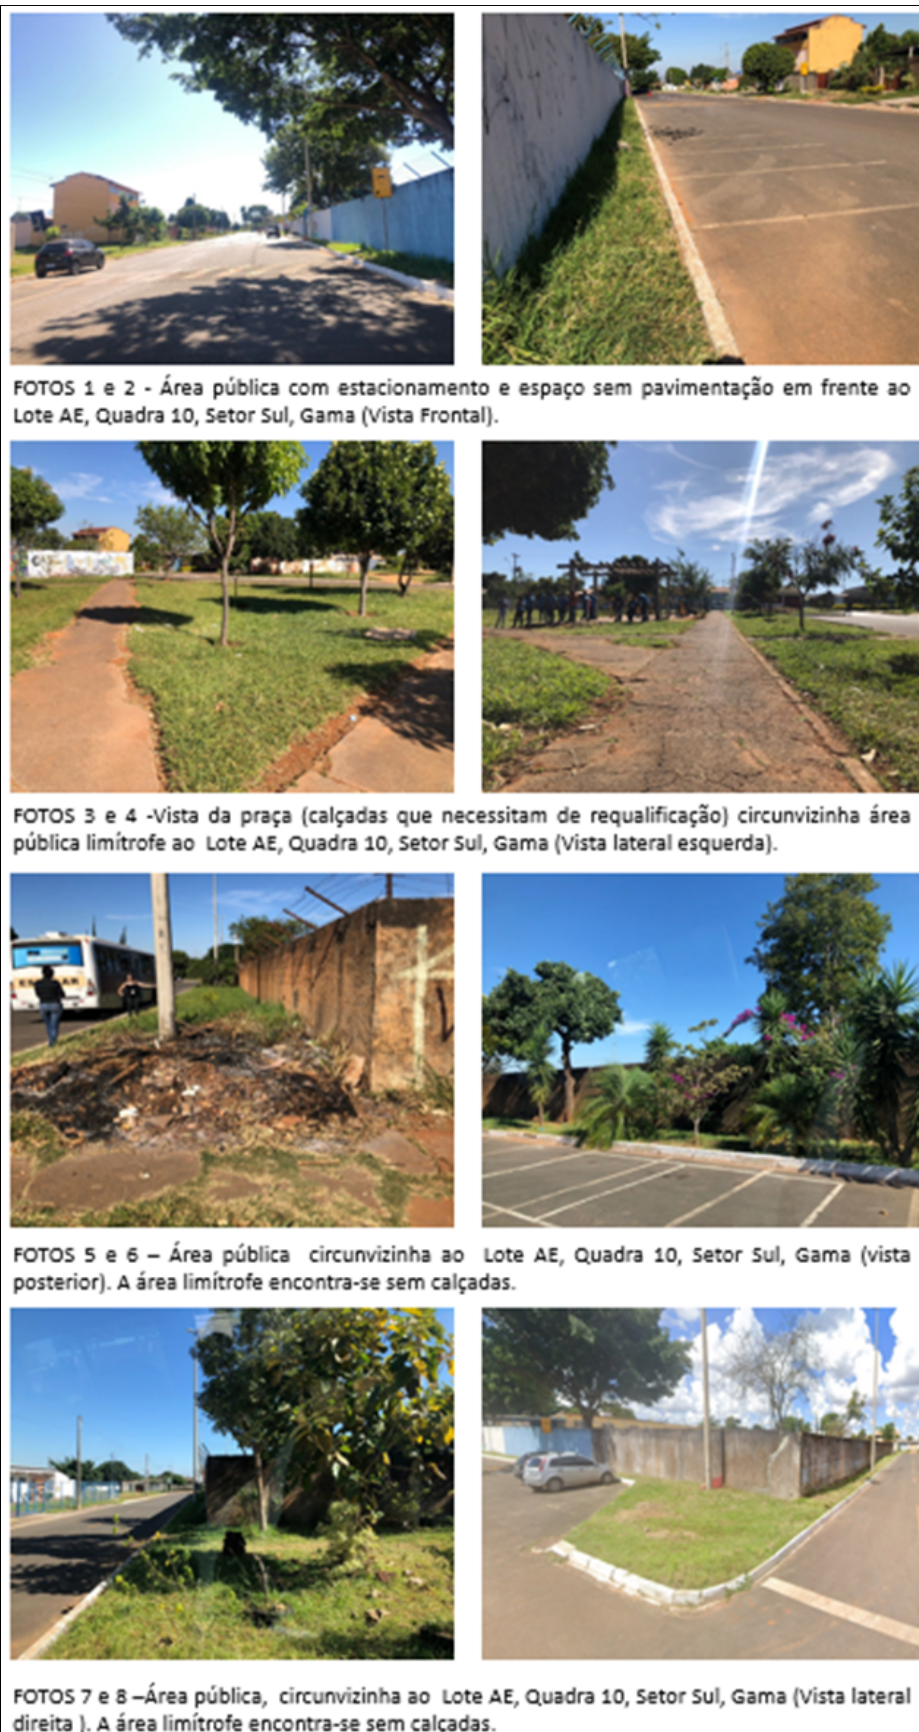 FOTOS 1 e 2 - Área pública com estacionamento e espaço sem pavimentação em frente ao
Lote AE, Quadra 10, Setor Sul, Gama (Vista Frontal).
FOTOS 3 e 4 -Vista da praça (calçadas que necessitam de requalificação) circunvizinha área
pública limítrofe ao Lote AE, Quadra 10, Setor Sul, Gama (Vista lateral esquerda).
FOTOS 5 e 6 – Área pública circunvizinha ao Lote AE, Quadra 10, Setor Sul, Gama (vista
posterior). A área limítrofe encontra-se sem calçadas.
FOTOS 7 e 8 –Área pública, circunvizinha ao Lote AE, Quadra 10, Setor Sul, Gama (Vista lateral
direita ). A área limítrofe encontra-se sem calçadas.